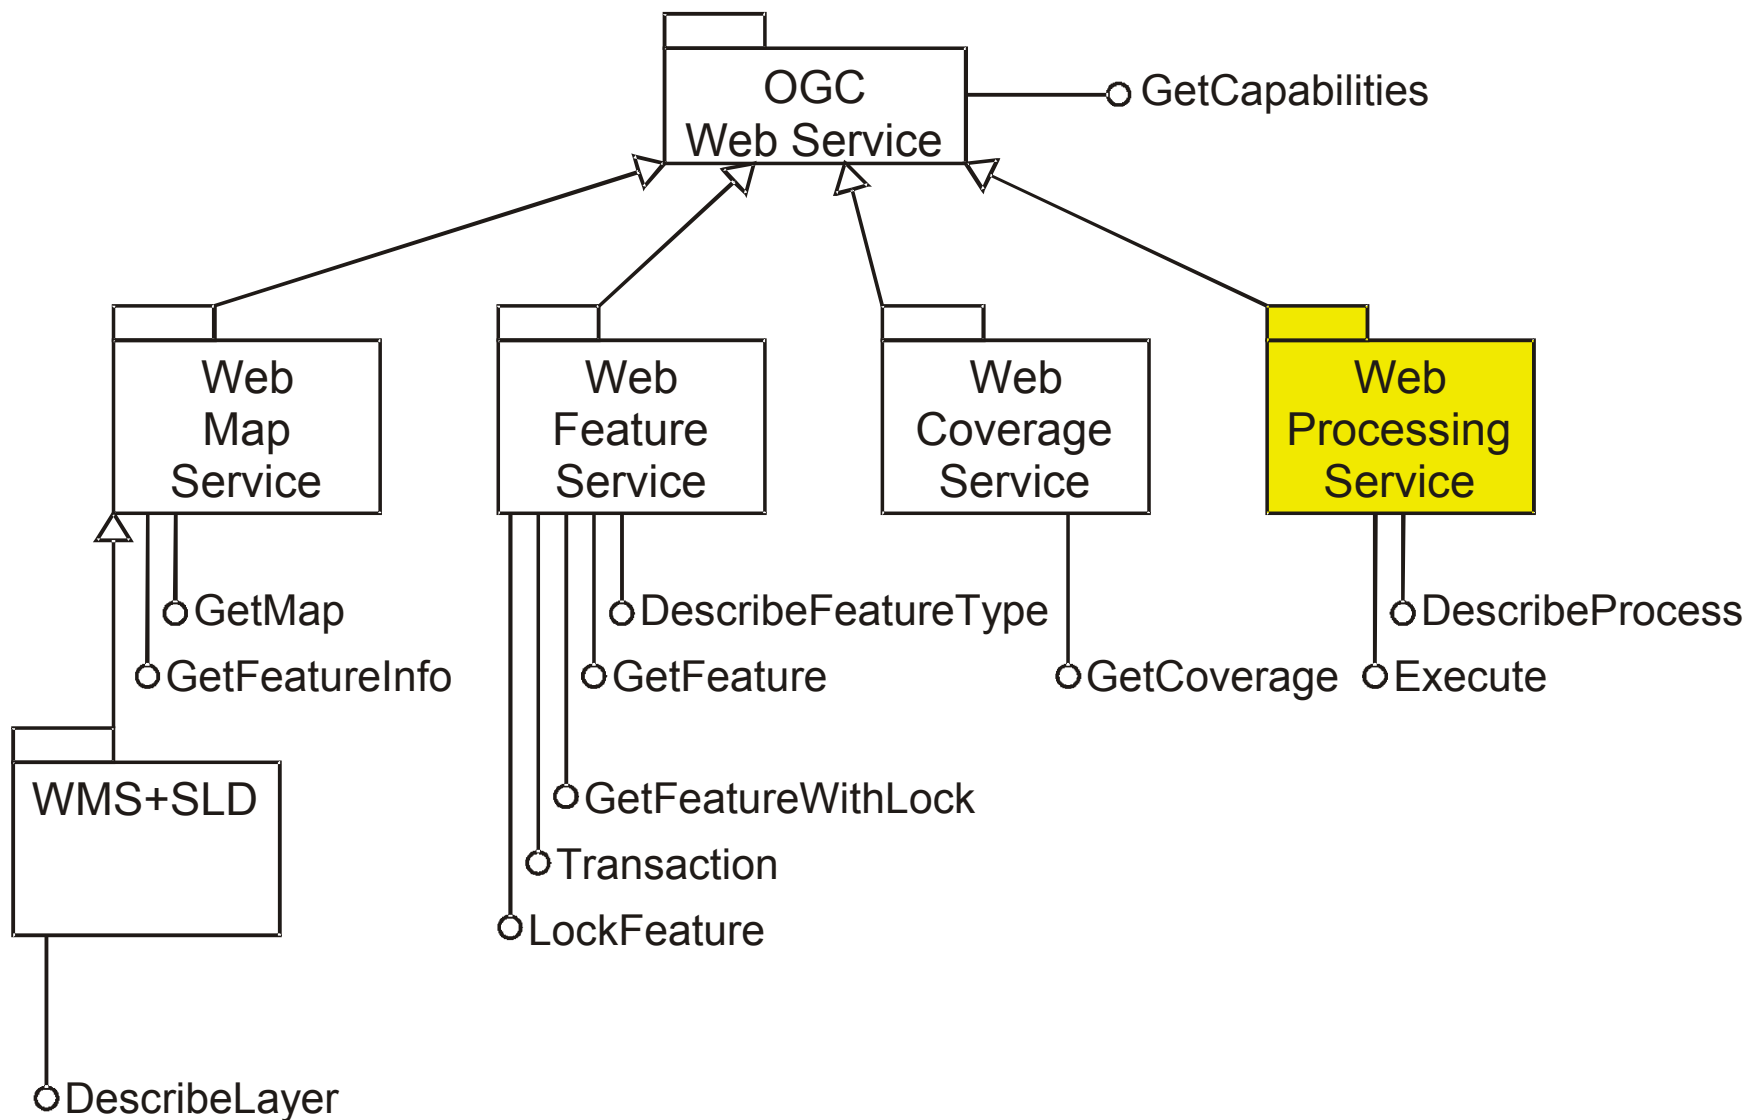 OGC
Web Service
GetCapabilities
Web
Map
Service
Web
Feature
Service
Web
Coverage
Service
Web
Processing
Service
GetMap
GetFeatureInfo
DescribeFeatureType
GetFeature
GetCoverage
DescribeProcess
Execute
WMS+SLD
GetFeatureWithLock
Transaction
LockFeature
DescribeLayer